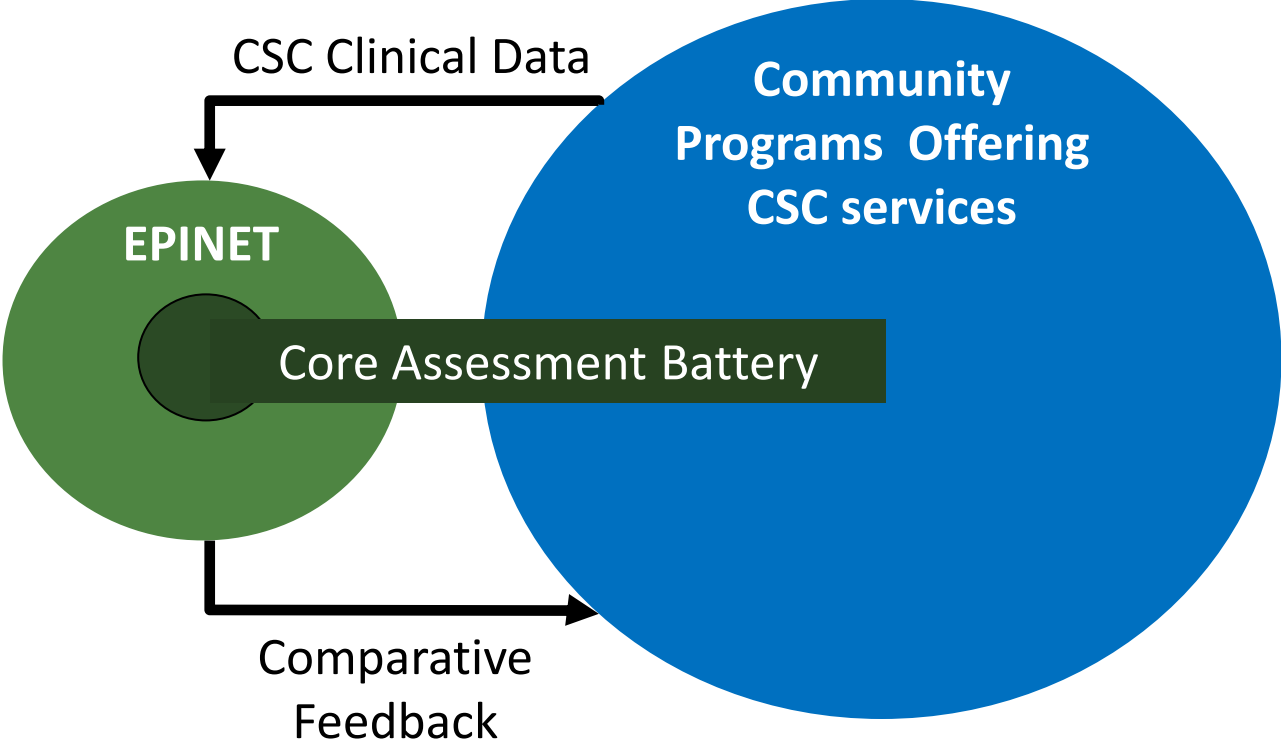 CSC Clinical Data
Community
Programs  Offering
CSC services
EPINET
Core Assessment Battery
Comparative
Feedback